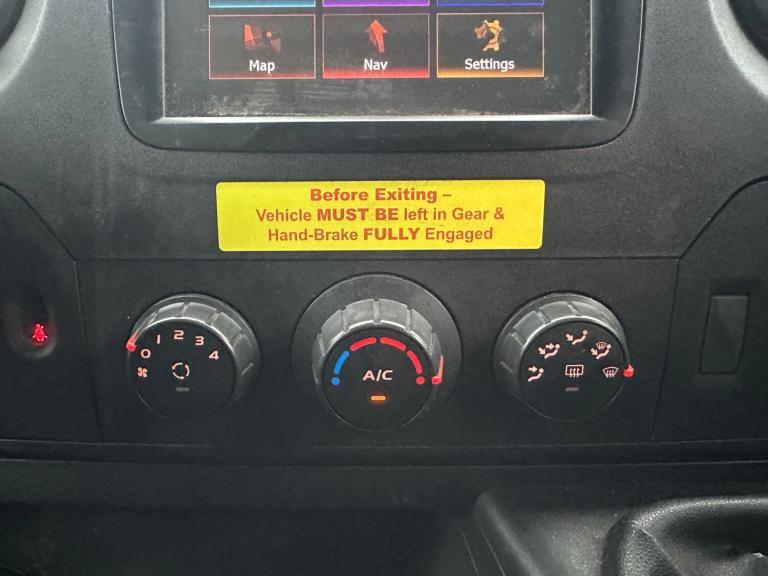 Map Nav Settings
Before Exiting –
Vehicle MUST BE left in Gear &
Hand-Brake FULLY Engaged
0 1 2 3 4
A/C